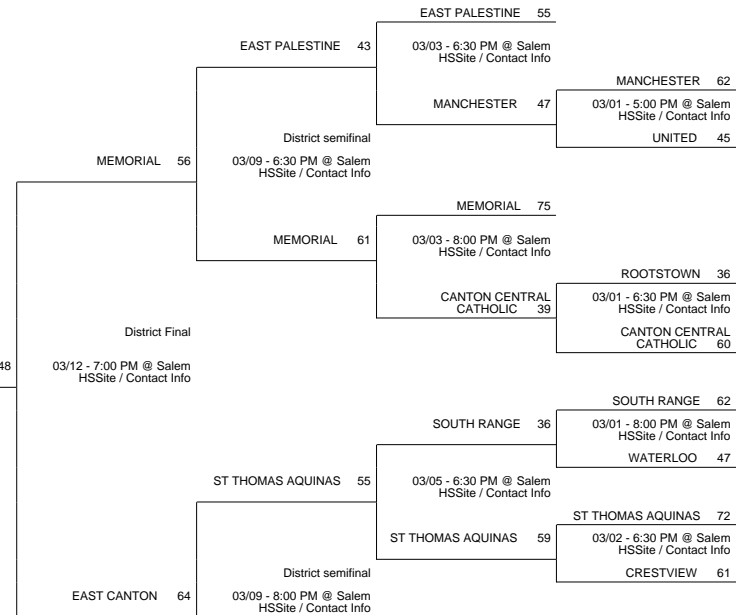 EAST PALESTINE 55
EAST PALESTINE 43
03/03 - 6:30 PM @ Salem
HSSite / Contact Info
MANCHESTER 62
MANCHESTER 47
03/01 - 5:00 PM @ Salem
HSSite / Contact Info
UNITED 45
District semifinal
MEMORIAL 56
03/09 - 6:30 PM @ Salem
HSSite / Contact Info
MEMORIAL 75
MEMORIAL 61
03/03 - 8:00 PM @ Salem
HSSite / Contact Info
ROOTSTOWN 36
CANTON CENTRAL
CATHOLIC 39
03/01 - 6:30 PM @ Salem
HSSite / Contact Info
CANTON CENTRAL
CATHOLIC 60
District Final
48
03/12 - 7:00 PM @ Salem
HSSite / Contact Info
SOUTH RANGE 62
SOUTH RANGE 36
03/01 - 8:00 PM @ Salem
HSSite / Contact Info
WATERLOO 47
ST THOMAS AQUINAS 55
03/05 - 6:30 PM @ Salem
HSSite / Contact Info
ST THOMAS AQUINAS 72
ST THOMAS AQUINAS 59
03/02 - 6:30 PM @ Salem
HSSite / Contact Info
CRESTVIEW 61
District semifinal
EAST CANTON 64
03/09 - 8:00 PM @ Salem
HSSite / Contact Info